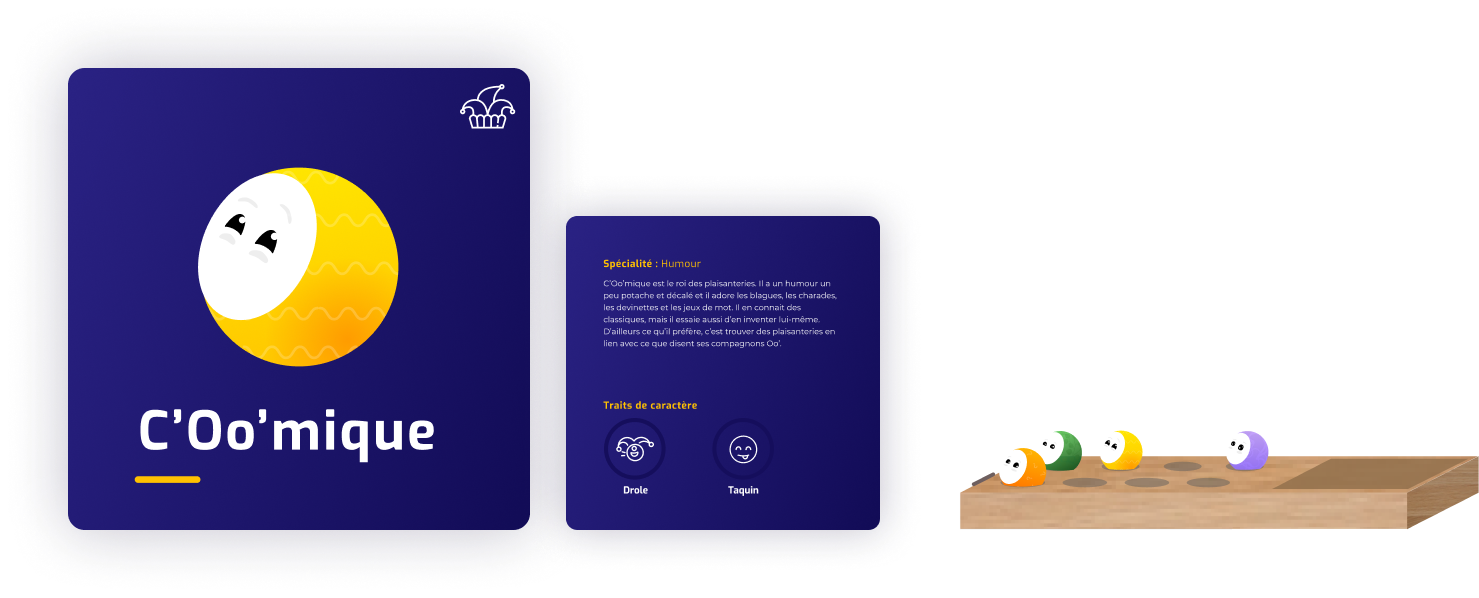 C'Oo'mique
Spécialité : Humour
C'Oo'mique est le roi des plaisanteries. Il a un humour un
peu potache et décalé et il adore les blagues, les charades,
les devinettes et les jeux de mot. Il en connait des
classiques, mais il essaie aussi d'en inventer lui-même.
D'ailleurs ce qu'il préfère, c'est trouver des plaisanteries en
lien avec ce que disent ses compagnons Oo'.
Traits de caractère
Drole
Taquin